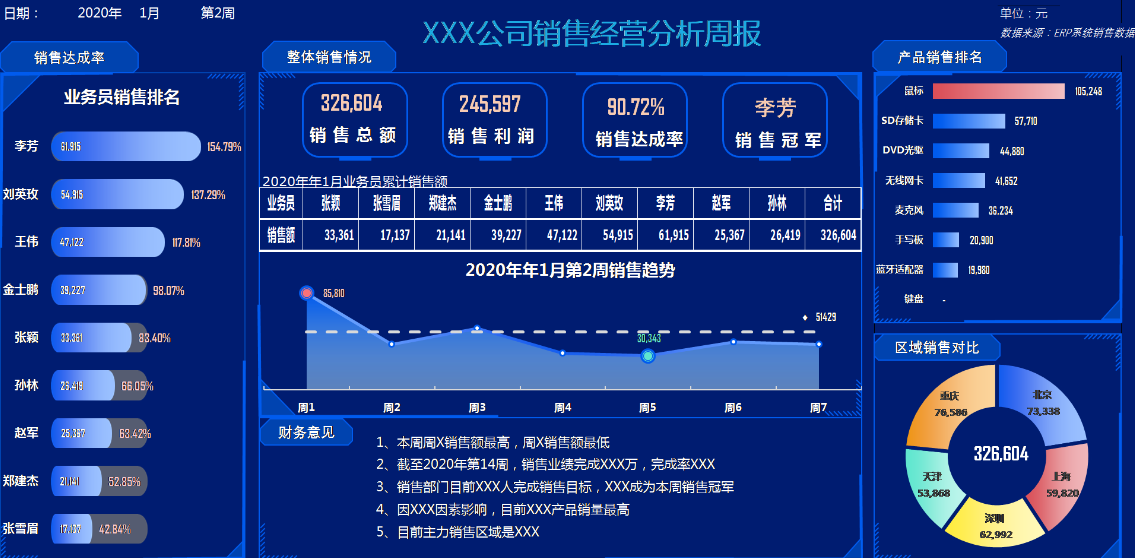 日期： 2020年 1月 第2周
XXX公司销售经营分析周报
单位：元
数据来源：ERP系统销售数据
销售达成率
业务员销售排名
李芳 61,915 154.79%
刘英玫 54,915 137.29%
王伟 47,122 117.81%
金士鹏 39,227 98.07%
张颖 33,361 83.40%
孙林 26,419 66.05%
赵军 25,367 63.42%
郑建杰 21,141 52.85%
张雪眉 17,137 42.84%
整体销售情况
326,604
销售总额
245,597
销售利润
90.72%
销售达成率
李芳
销售冠军
2020年年1月业务员累计销售额
业务员 张颖 张雪眉 郑建杰 金士鹏 王伟 刘英玫 李芳 赵军 孙林 合计
销售额 33,361 17,137 21,141 39,227 47,122 54,915 61,915 25,367 26,419 326,604
2020年年1月第2周销售趋势
85,810
51429
30,343
周1 周2 周3 周4 周5 周6 周7
财务意见
1、本周周X销售额最高，周X销售额最低
2、截至2020年第14周，销售业绩完成XXX万，完成率XXX
3、销售部门目前XXX人完成销售目标，XXX成为本周销售冠军
4、因XXX因素影响，目前XXX产品销量最高
5、目前主力销售区域是XXX
产品销售排名
鼠标 105,248
SD存储卡 57,710
DVD光驱 44,880
无线网卡 41,652
麦克风 36,234
手写板 20,900
蓝牙适配器 19,980
键盘 -
区域销售对比
重庆
76,586
北京
73,338
天津
53,868
326,604
上海
59,820
深圳
62,992